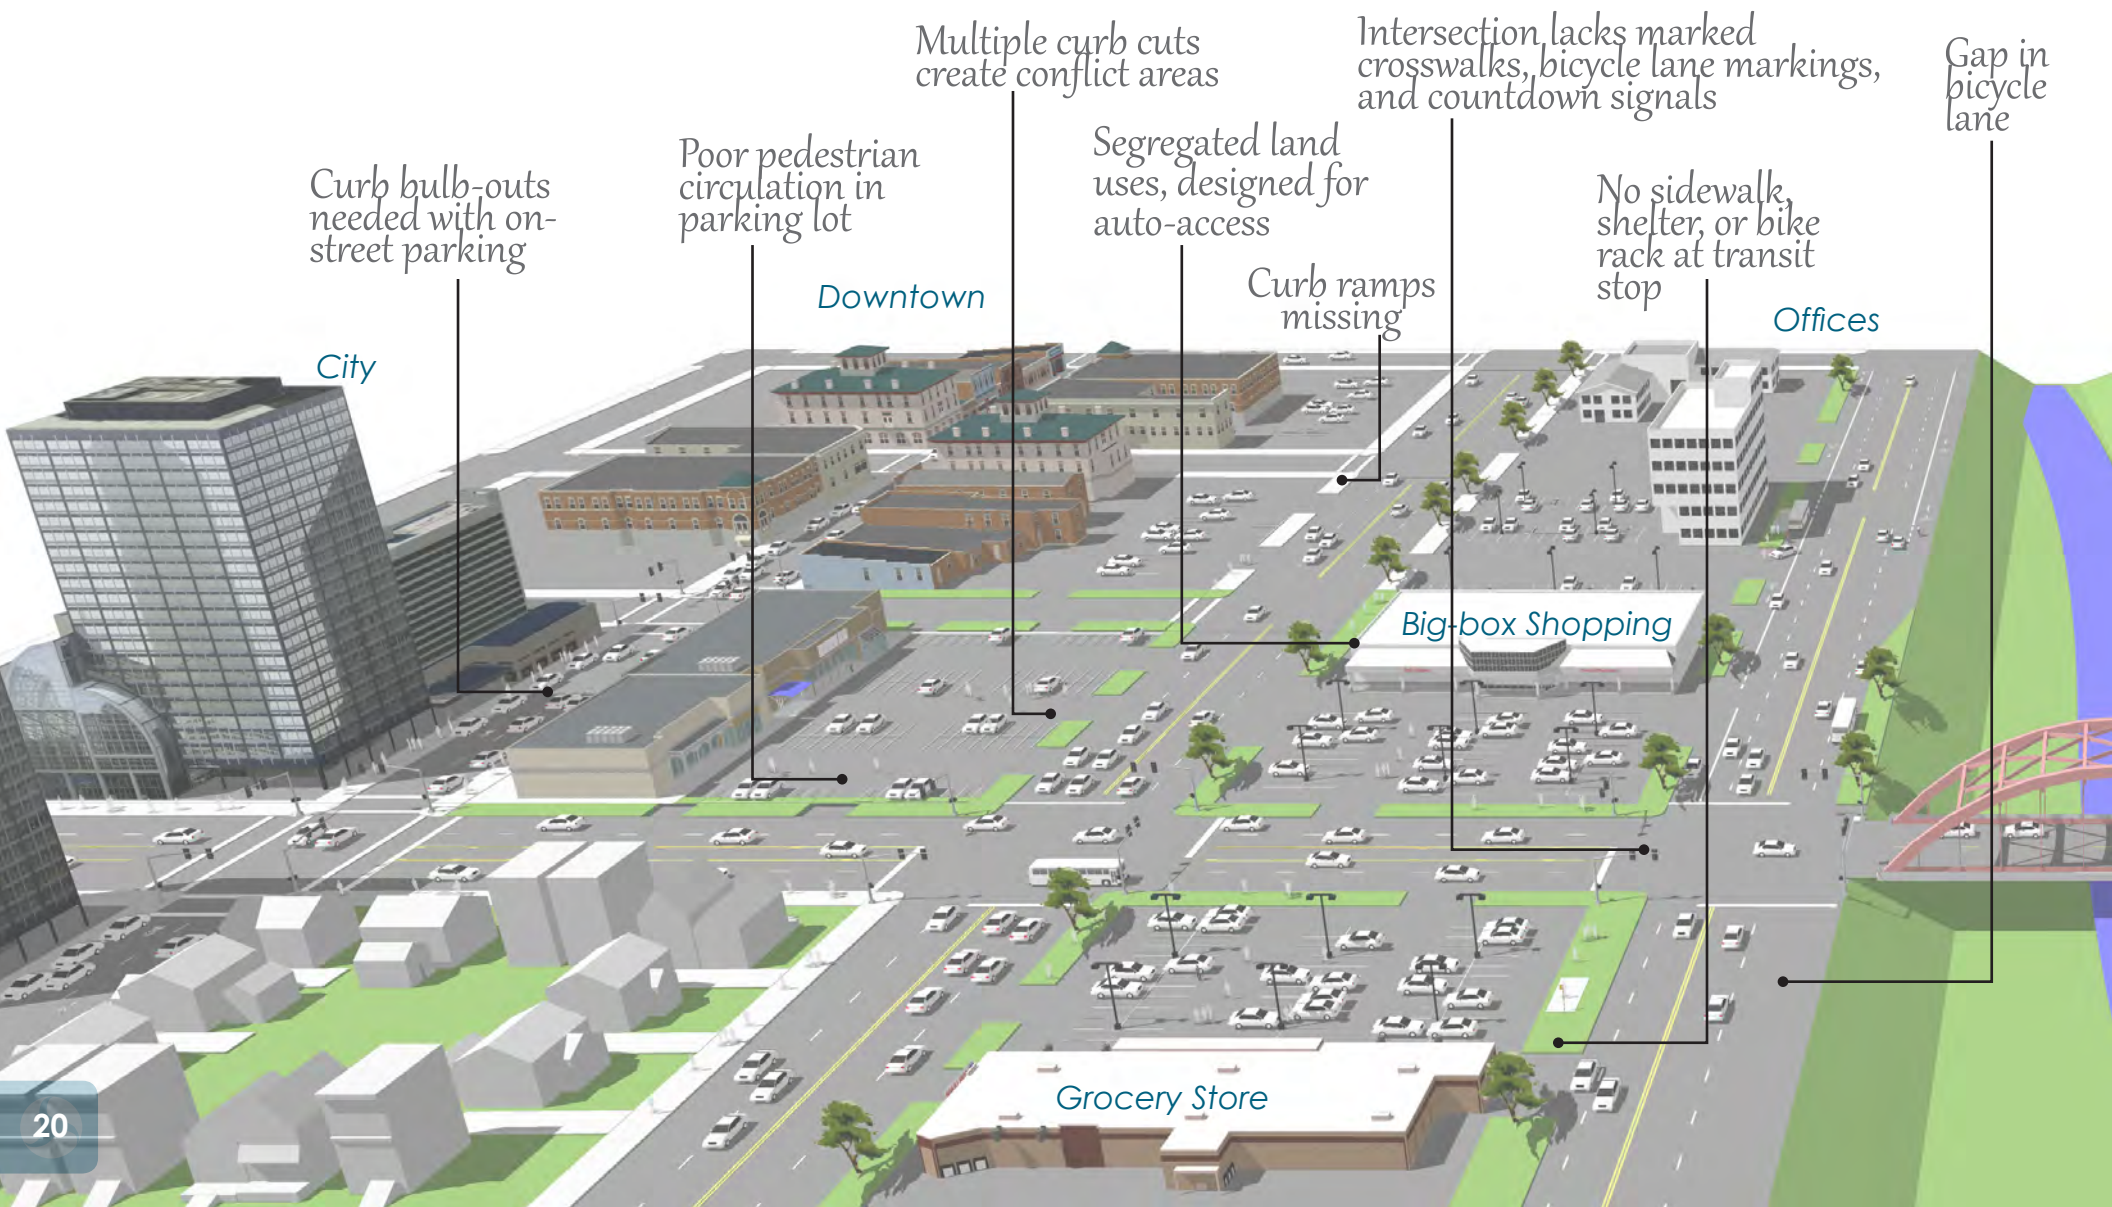 Multiple curb cuts
create conflict areas
Intersection lacks marked
crosswalks, bicycle lane markings,
and countdown signals
Gap in
bicycle
lane
Curb bulb-outs
needed with on-
street parking
Poor pedestrian
circulation in
parking lot
Segregated land
uses, designed for
auto-access
No sidewalk,
shelter, or bike
rack at transit
stop
Curb ramps
missing
Downtown
Offices
City
Big-box Shopping
Grocery Store
20